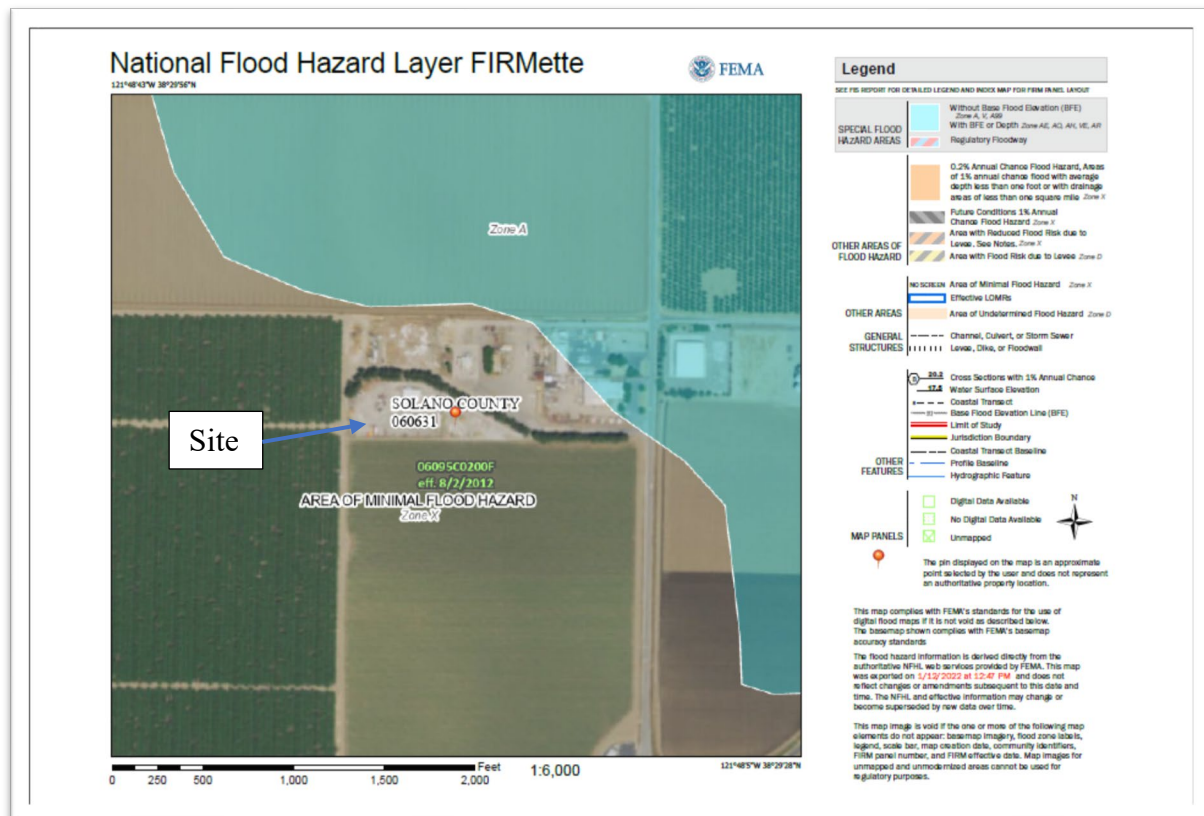 National Flood Hazard Layer FIRMette
FEMA
121°48'43"W 38°29'56"N
Zone A
SOLANO COUNTY
060631
Site
06095C0200F
eff. 8/2/2012
AREA OF MINIMAL FLOOD HAZARD
Zone X
Feet
0 250 500 1,000 1,500 2,000
1:6,000
121°48'5"W 38°29'28"N
Legend
SEE FIS REPORT FOR DETAILED LEGEND AND INDEX MAP FOR FIRM PANEL LAYOUT
SPECIAL FLOOD
HAZARD AREAS
Without Base Flood Elevation (BFE)
Zone A, V, A99
With BFE or Depth Zone AE, AO, AH, VE, AR
Regulatory Floodway
OTHER AREAS OF
FLOOD HAZARD
0.2% Annual Chance Flood Hazard, Areas
of 1% annual chance flood with average
depth less than one foot or with drainage
areas of less than one square mile Zone X
Future Conditions 1% Annual
Chance Flood Hazard Zone X
Area with Reduced Flood Risk due to
Levee. See Notes. Zone X
Area with Flood Risk due to Levee Zone D
OTHER AREAS
NO SCREEN Area of Minimal Flood Hazard Zone X
Effective LOMRs
Area of Undetermined Flood Hazard Zone D
GENERAL
STRUCTURES
Channel, Culvert, or Storm Sewer
Levee, Dike, or Floodwall
OTHER
FEATURES
20.2 Cross Sections with 1% Annual Chance
17.5 Water Surface Elevation
Coastal Transect
Base Flood Elevation Line (BFE)
Limit of Study
Jurisdiction Boundary
Coastal Transect Baseline
Profile Baseline
Hydrographic Feature
MAP PANELS
Digital Data Available
No Digital Data Available
Unmapped
N
The pin displayed on the map is an approximate
point selected by the user and does not represent
an authoritative property location.
This map complies with FEMA's standards for the use of
digital flood maps if it is not void as described below.
The basemap shown complies with FEMA's basemap
accuracy standards
The flood hazard information is derived directly from the
authoritative NFHL web services provided by FEMA. This map
was exported on 1/12/2022 at 12:47 PM and does not
reflect changes or amendments subsequent to this date and
time. The NFHL and effective information may change or
become superseded by new data over time.
This map image is void if the one or more of the following map
elements do not appear: basemap imagery, flood zone labels,
legend, scale bar, map creation date, community identifiers,
FIRM panel number, and FIRM effective date. Map images for
unmapped and unmodernized areas cannot be used for
regulatory purposes.